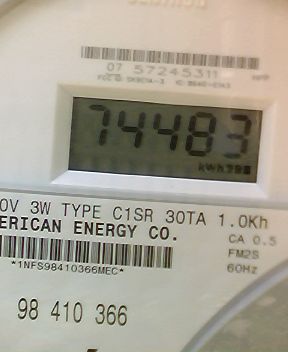 07 57245311
74483
kWh
0V 3W TYPE C1SR 30TA 1.0Kh
ERICAN ENERGY CO.
CA 0.5
FM2S
60Hz
*1NFS98410366MEC*
98 410 366